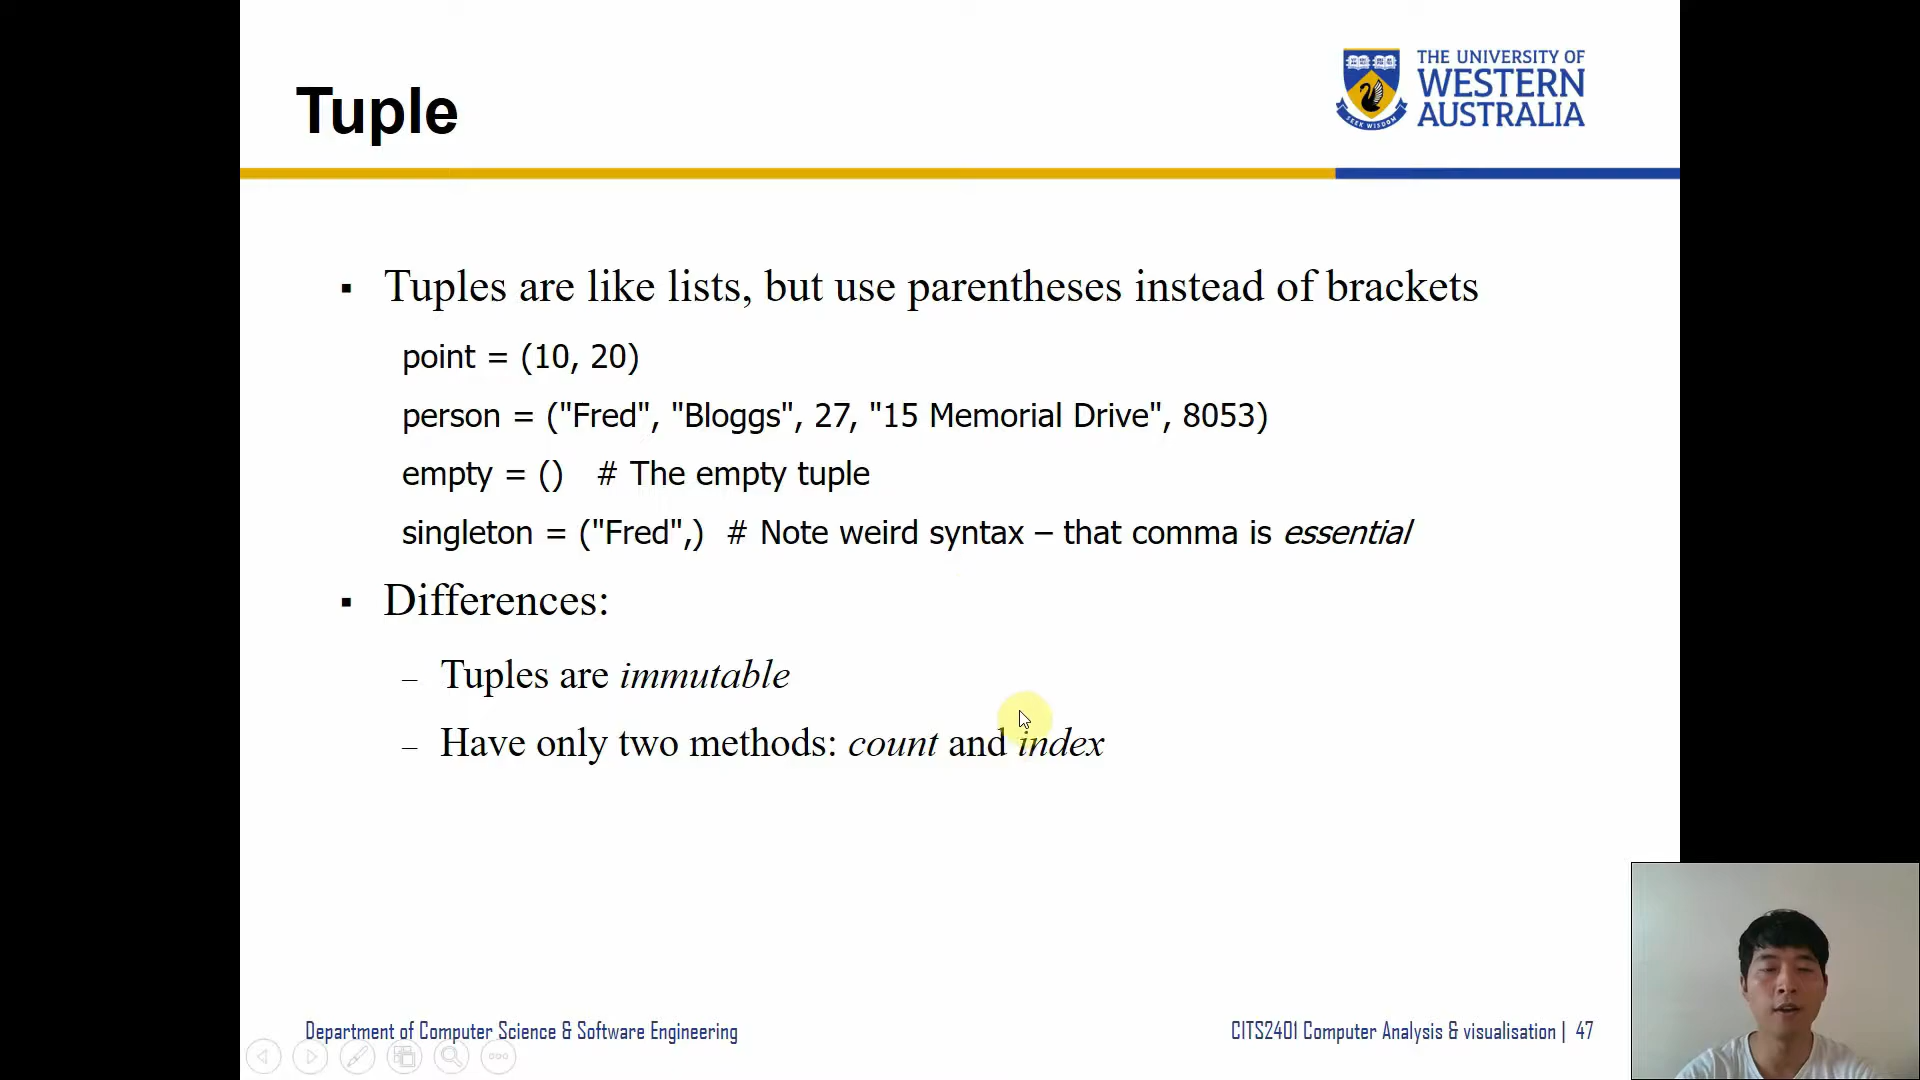 Tuple
THE UNIVERSITY OF
WESTERN
AUSTRALIA
SEEK WISDOM
▪ Tuples are like lists, but use parentheses instead of brackets
point = (10, 20)
person = ("Fred", "Bloggs", 27, "15 Memorial Drive", 8053)
empty = ()   # The empty tuple
singleton = ("Fred",)  # Note weird syntax – that comma is essential
▪ Differences:
– Tuples are immutable
– Have only two methods: count and index
Department of Computer Science & Software Engineering
CITS2401 Computer Analysis & visualisation | 47